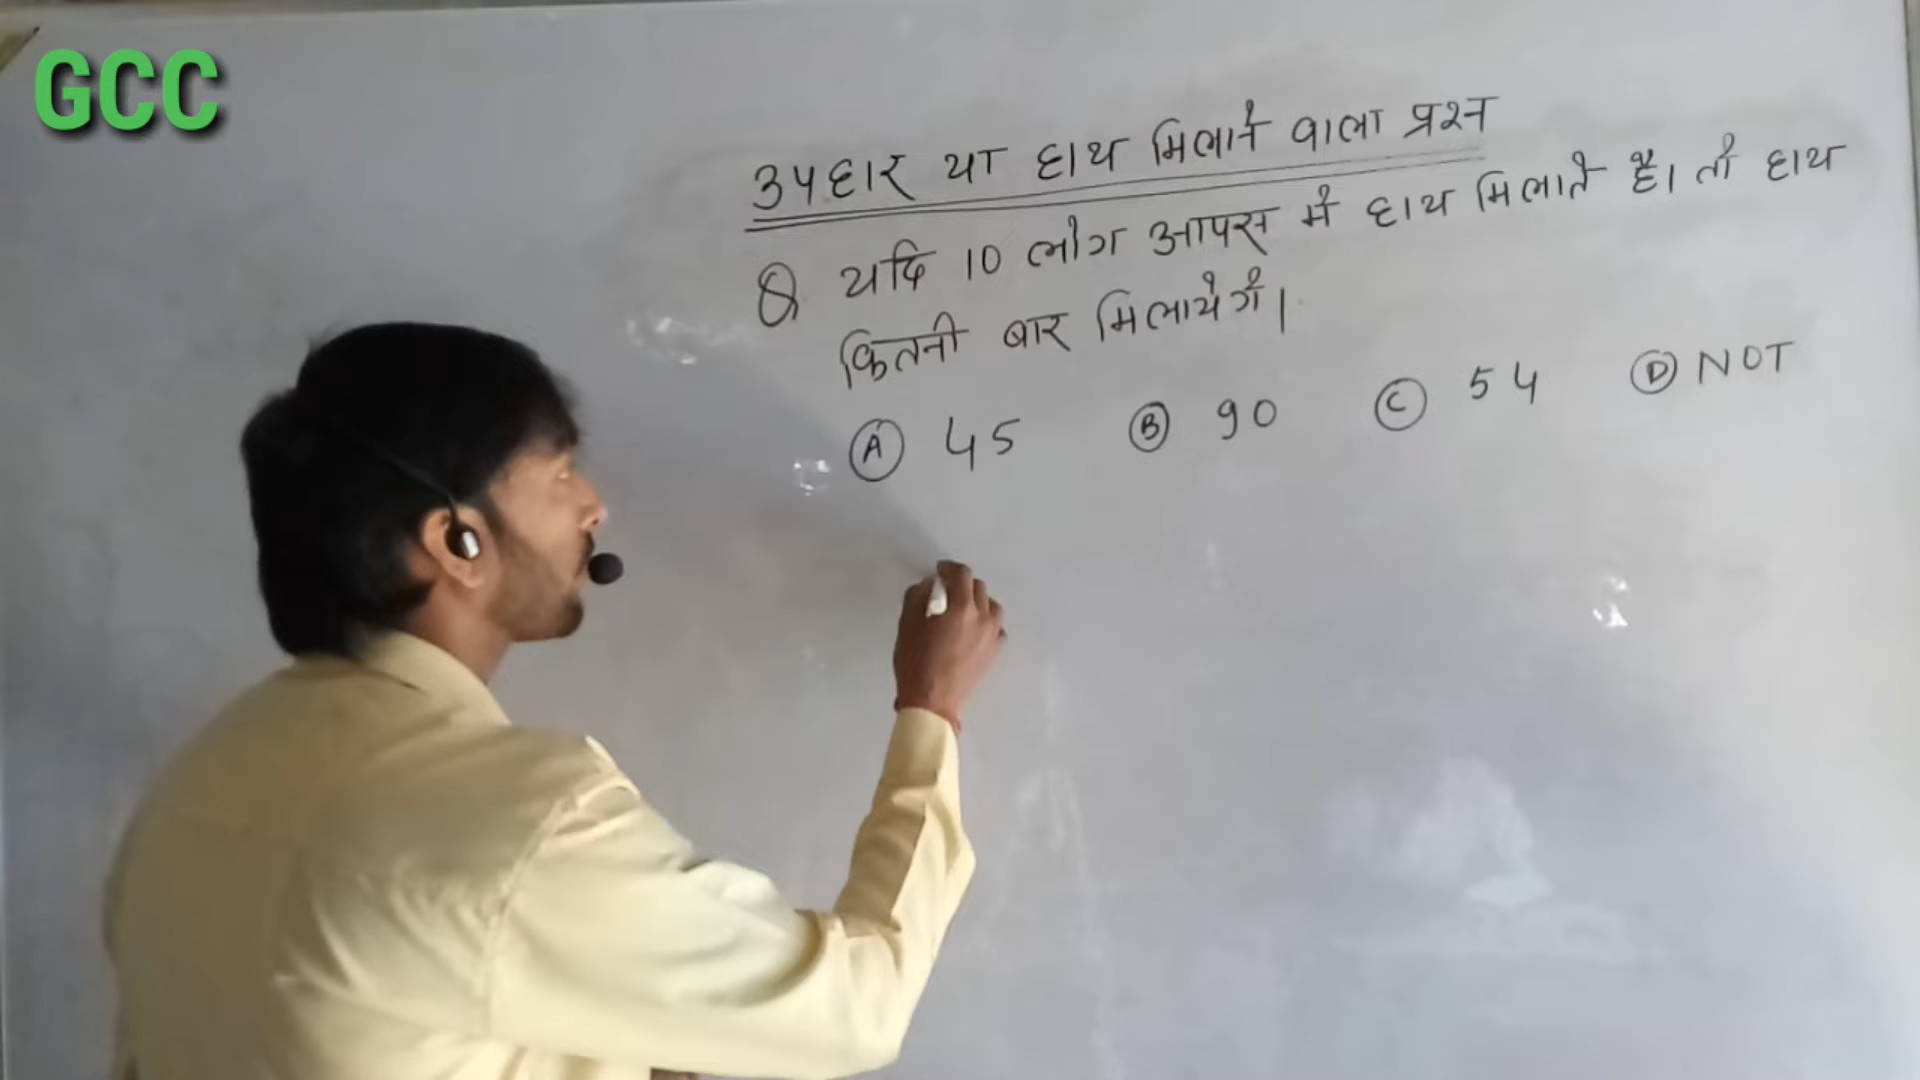 GCC
उपहार या हाथ मिलाने वाला प्रश्न
Q यदि 10 लोग आपस में हाथ मिलाते है। तो हाथ
कितनी बार मिलायेगें।
A 45 B 90 C 54 D NOT